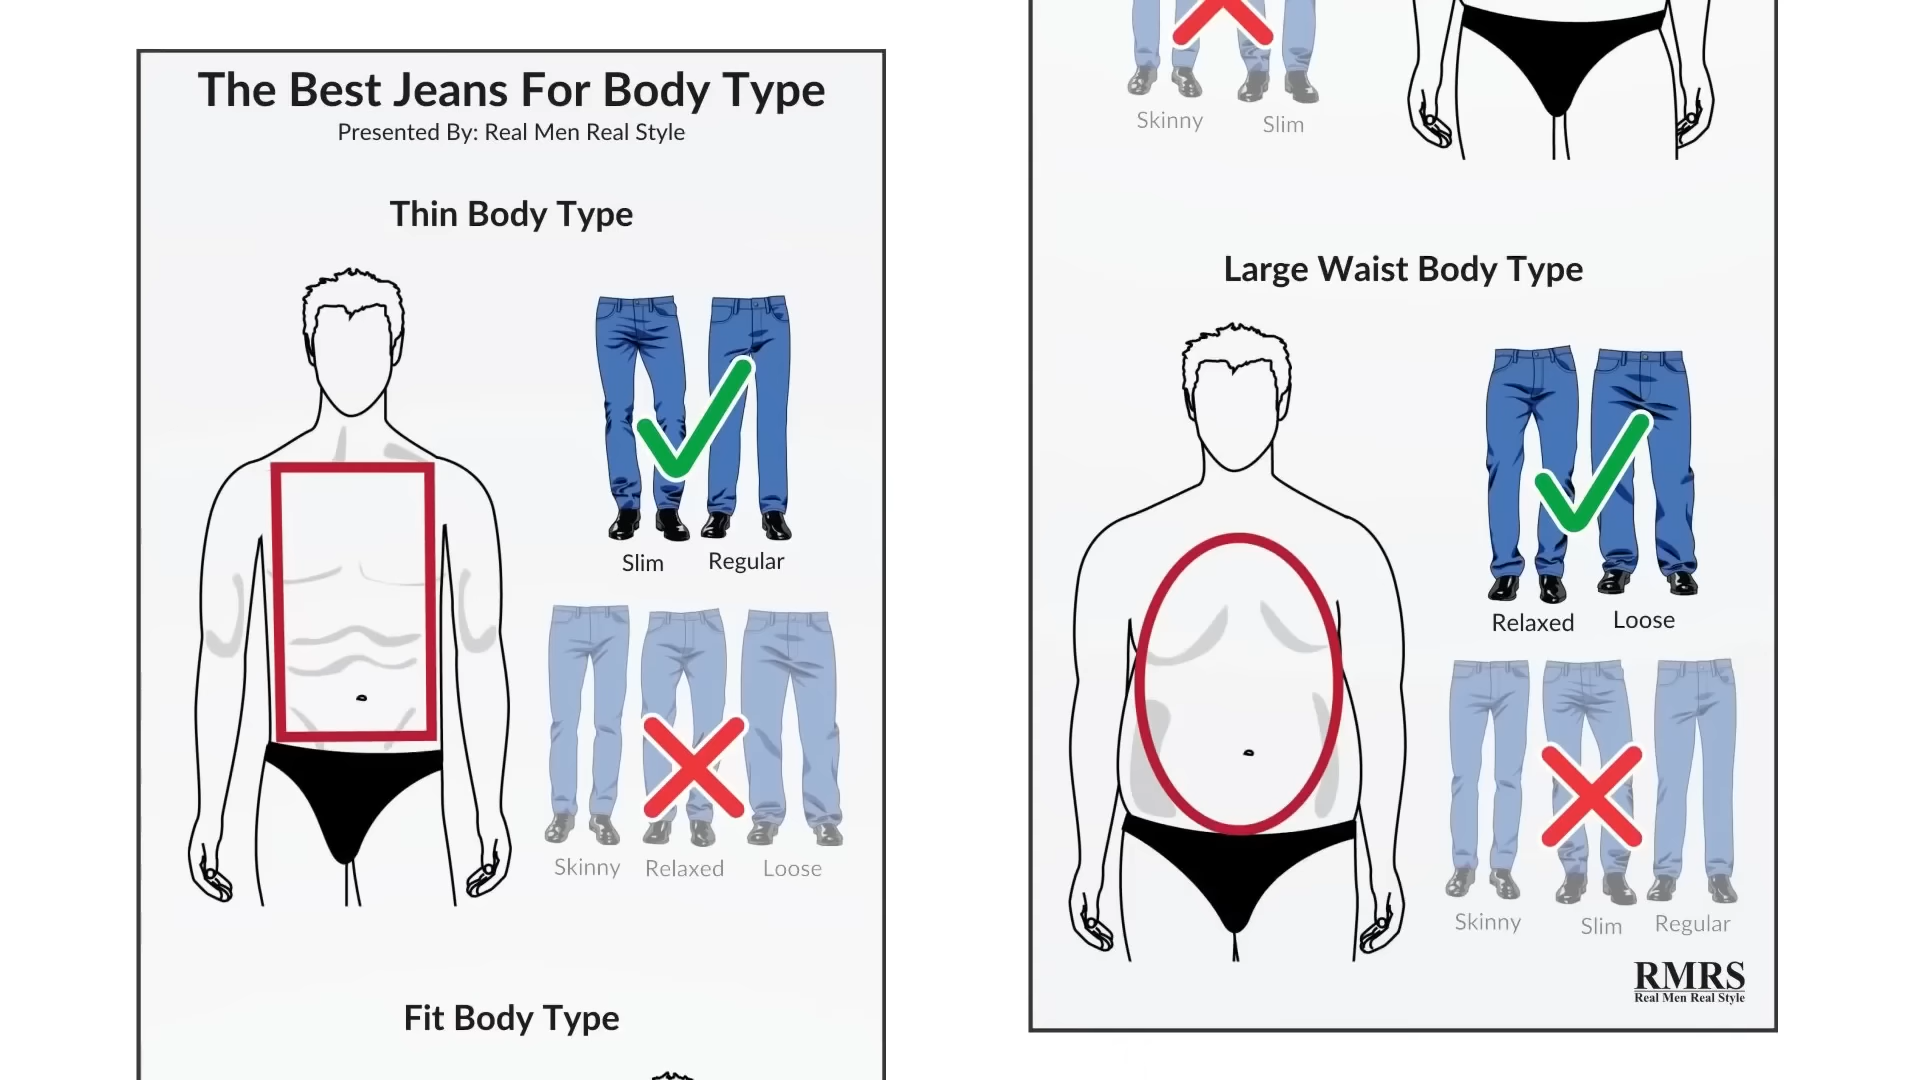 The Best Jeans For Body Type
Presented By: Real Men Real Style
Thin Body Type
Slim Regular
Skinny Relaxed Loose
Fit Body Type
Skinny Slim
Large Waist Body Type
Relaxed Loose
Skinny Slim Regular
RMRS
Real Men Real Style